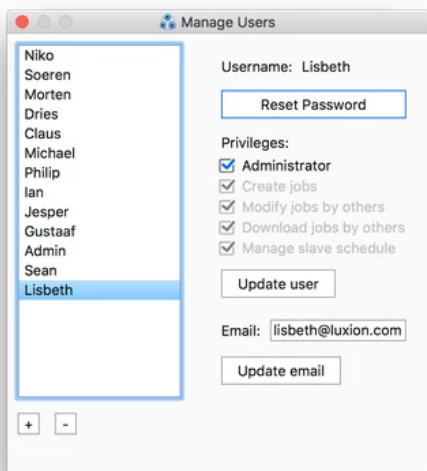 Manage Users
Niko
Soeren
Morten
Dries
Claus
Michael
Philip
Ian
Jesper
Gustaaf
Admin
Sean
Lisbeth
+ -
Username: Lisbeth
Reset Password
Privileges:
Administrator
Create jobs
Modify jobs by others
Download jobs by others
Manage slave schedule
Update user
Email: lisbeth@luxion.com
Update email